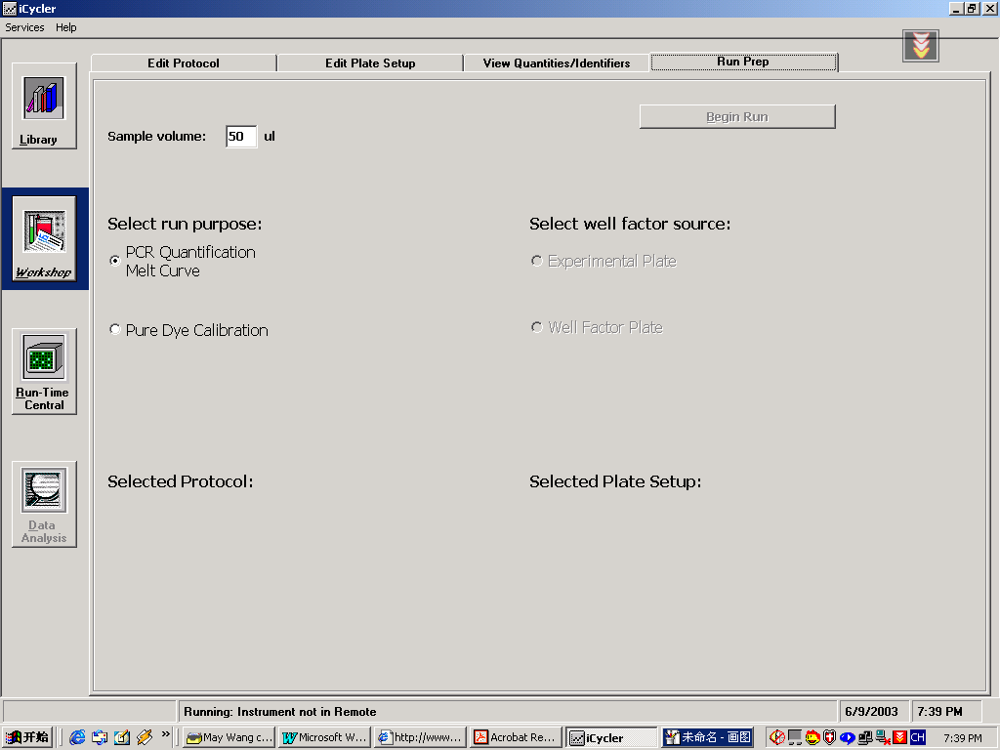 iCycler
Services Help
Edit Protocol
Edit Plate Setup
View Quantities/Identifiers
Run Prep
Library
Workshop
Run-Time
Central
Data
Analysis
Sample volume: 50 ul
Begin Run
Select run purpose:
PCR Quantification
Melt Curve
Pure Dye Calibration
Select well factor source:
Experimental Plate
Well Factor Plate
Selected Protocol:
Selected Plate Setup:
Running: Instrument not in Remote
6/9/2003
7:39 PM
开始
»
May Wang c...
Microsoft W...
http://www...
Acrobat Re...
iCycler
未命名 - 画图
CH
7:39 PM